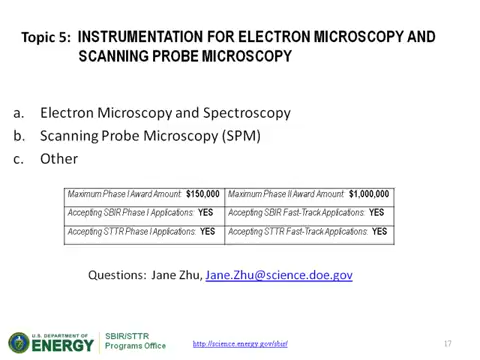 Topic 5: INSTRUMENTATION FOR ELECTRON MICROSCOPY AND
SCANNING PROBE MICROSCOPY
a. Electron Microscopy and Spectroscopy
b. Scanning Probe Microscopy (SPM)
c. Other
Maximum Phase I Award Amount: $150,000 Maximum Phase II Award Amount: $1,000,000
Accepting SBIR Phase I Applications: YES Accepting SBIR Fast-Track Applications: YES
Accepting STTR Phase I Applications: YES Accepting STTR Fast-Track Applications: YES
Questions: Jane Zhu, Jane.Zhu@science.doe.gov
U.S. DEPARTMENT OF
ENERGY
SBIR/STTR
Programs Office
http://science.energy.gov/sbir/
17